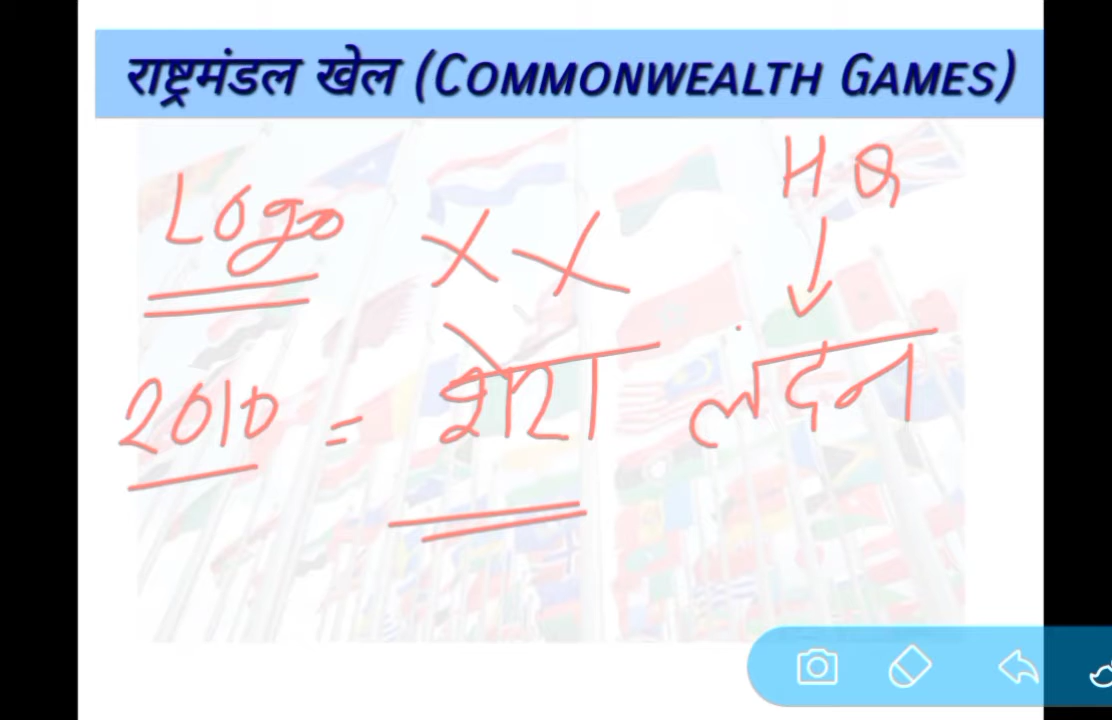 राष्ट्रमंडल खेल (COMMONWEALTH GAMES)
HQ
Logo XX
2010 = शेरा लंदन